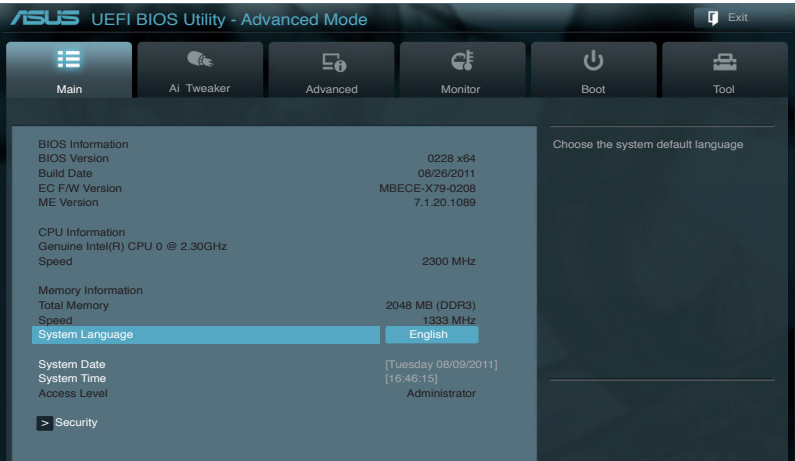 ASUS UEFI BIOS Utility - Advanced Mode
Exit
Main Ai Tweaker Advanced Monitor Boot Tool
BIOS Information
BIOS Version 0228 x64
Build Date 08/26/2011
EC F/W Version MBECE-X79-0208
ME Version 7.1.20.1089
CPU Information
Genuine Intel(R) CPU 0 @ 2.30GHz
Speed 2300 MHz
Memory Information
Total Memory 2048 MB (DDR3)
Speed 1333 MHz
System Language English
System Date [Tuesday 08/09/2011]
System Time [16:46:15]
Access Level Administrator
> Security
Choose the system default language